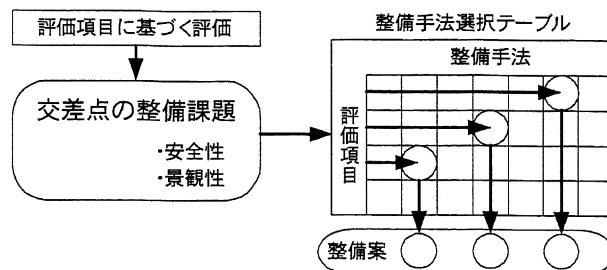 評価項目に基づく評価
交差点の整備課題
・安全性
・景観性
整備手法選択テーブル
整備手法
評価項目
整備案